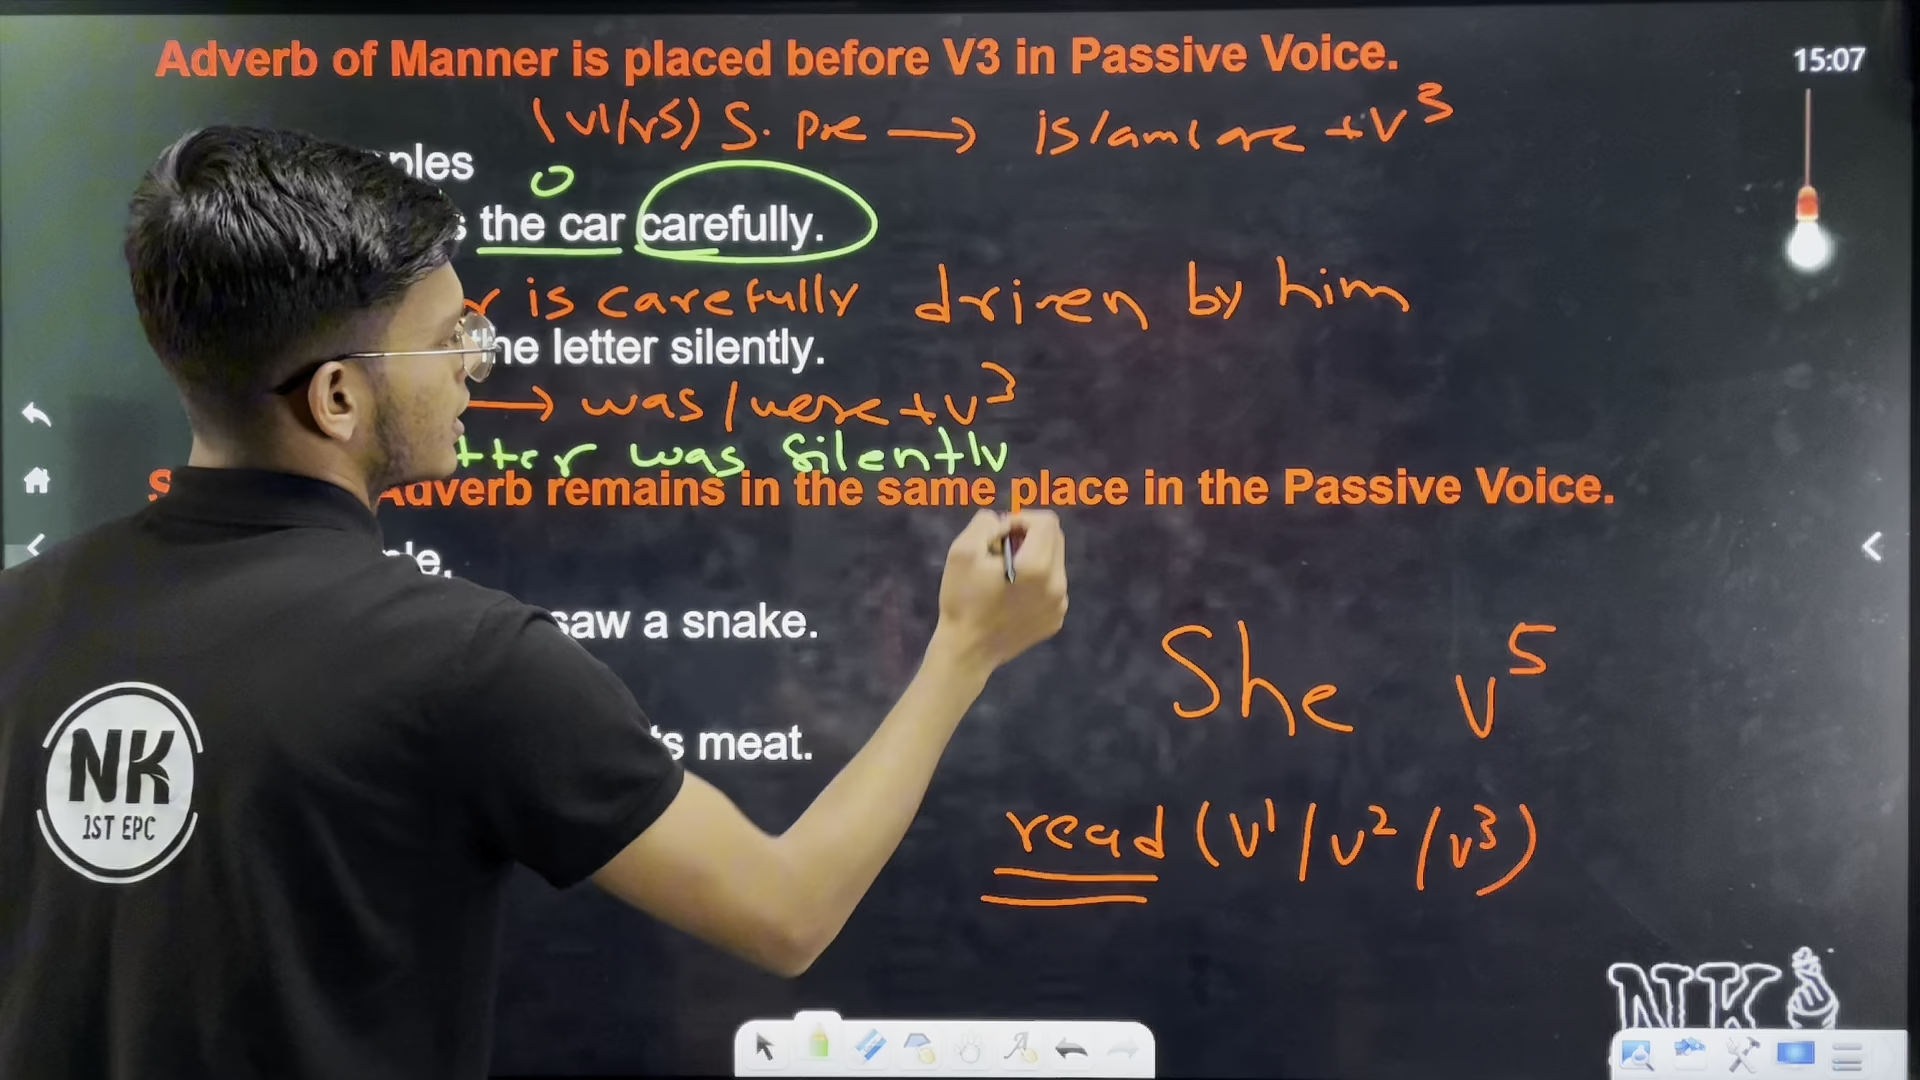 Adverb of Manner is placed before V3 in Passive Voice.
15:07
(V1/V5) S. Pre → is/am/are + V3
O
the car carefully.
is carefully driven by him
the letter silently.
→ was/were + V3
was silently
Adverb remains in the same place in the Passive Voice.
saw a snake.
She V5
meat.
read (V1/V2/V3)
NK
1ST EPC
NK